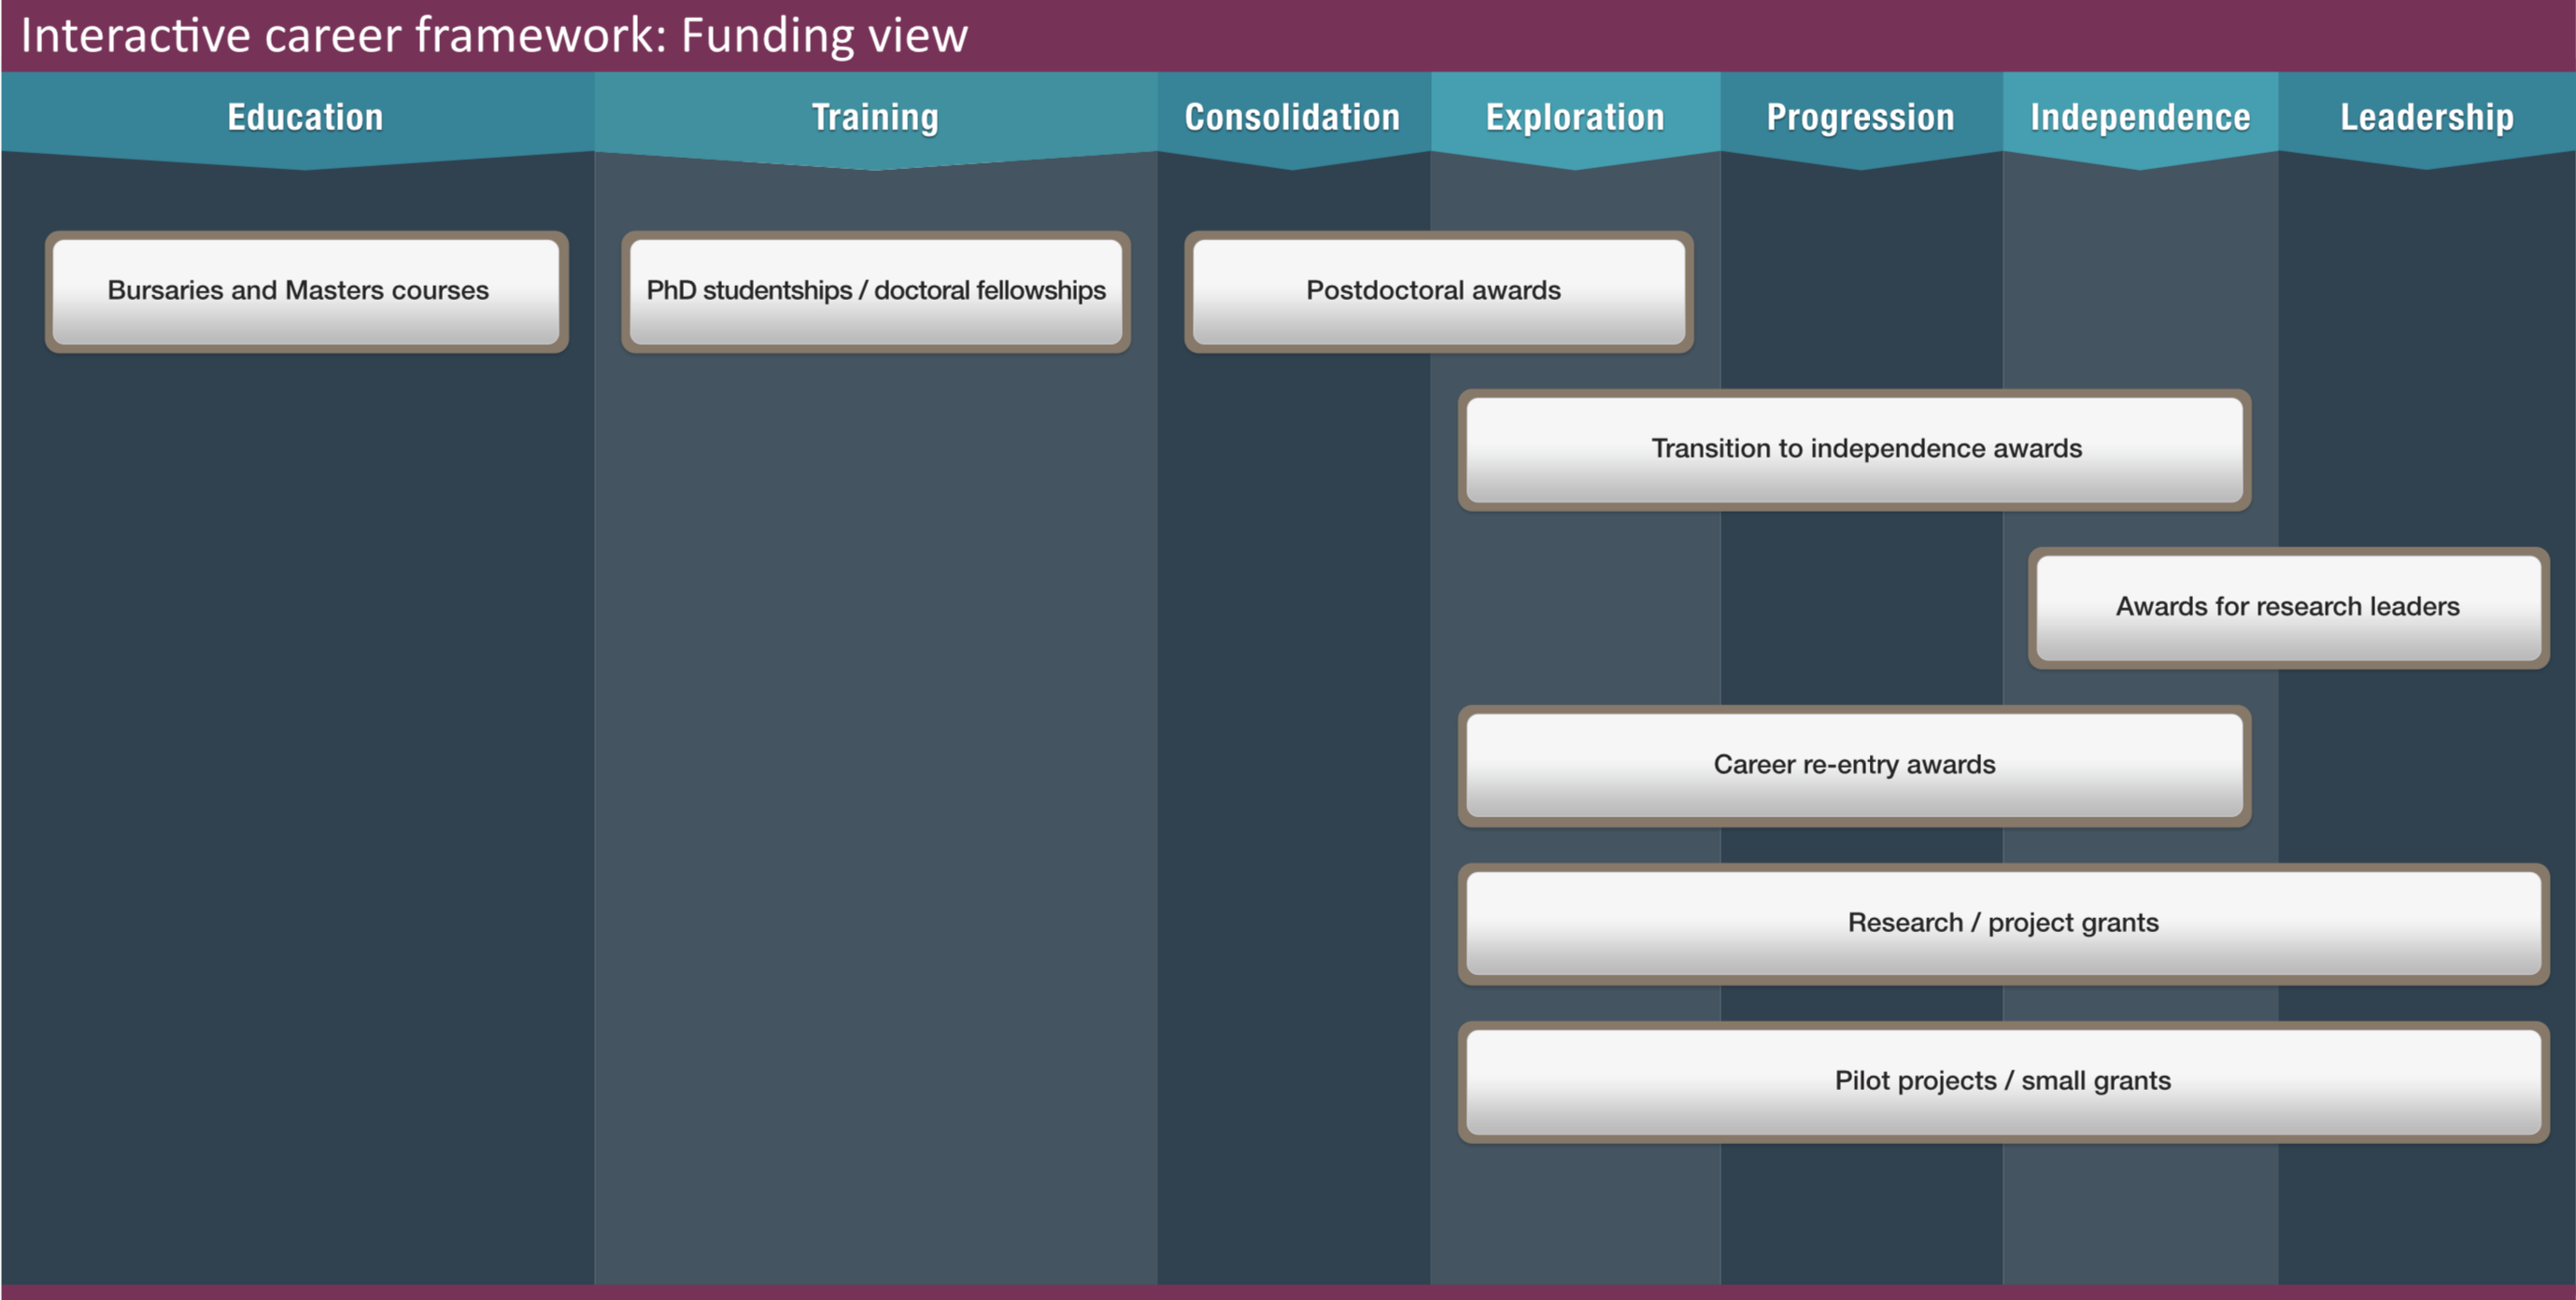 Interactive career framework: Funding view
Education
Training
Consolidation
Exploration
Progression
Independence
Leadership
Bursaries and Masters courses
PhD studentships / doctoral fellowships
Postdoctoral awards
Transition to independence awards
Awards for research leaders
Career re-entry awards
Research / project grants
Pilot projects / small grants